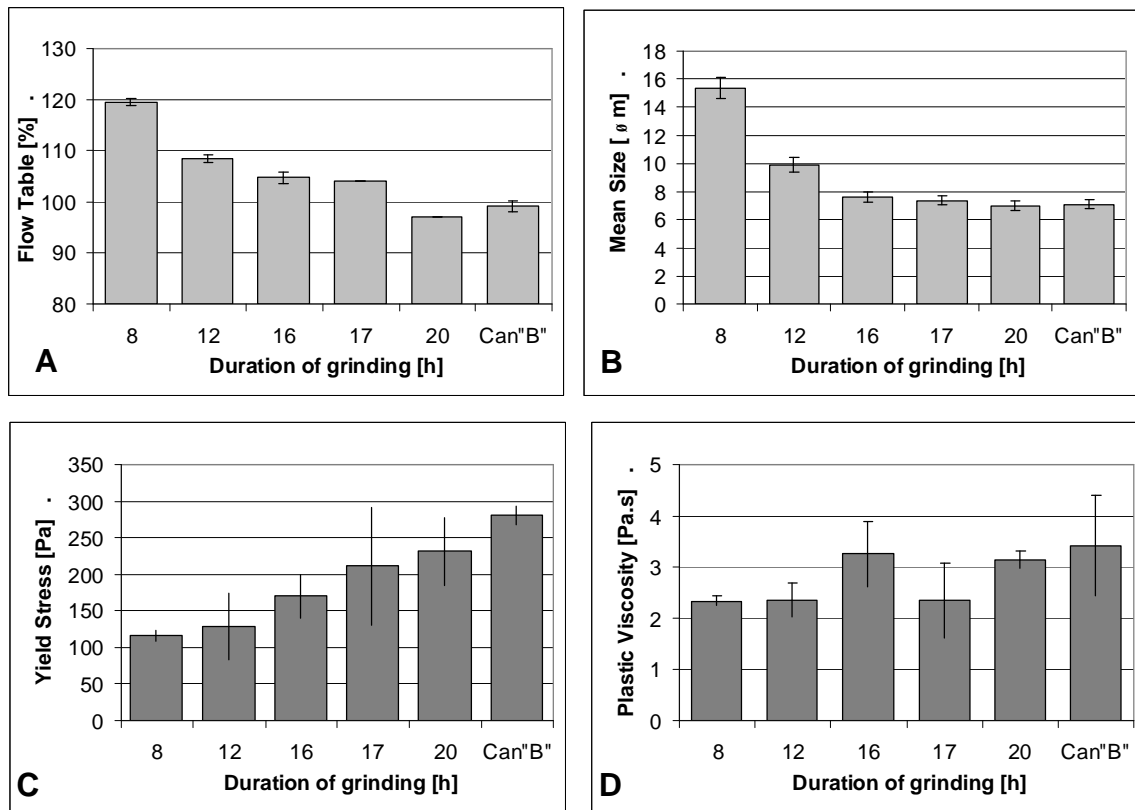 130
120
110
100
90
80
Flow Table [%] .
8 12 16 17 20 Can"B"
Duration of grinding [h]
A
18
16
14
12
10
8
6
4
2
0
Mean Size [ øm] .
8 12 16 17 20 Can"B"
Duration of grinding [h]
B
350
300
250
200
150
100
50
0
Yield Stress [Pa] .
8 12 16 17 20 Can"B"
Duration of grinding [h]
C
5
4
3
2
1
0
Plastic Viscosity [Pa.s] .
8 12 16 17 20 Can"B"
Duration of grinding [h]
D